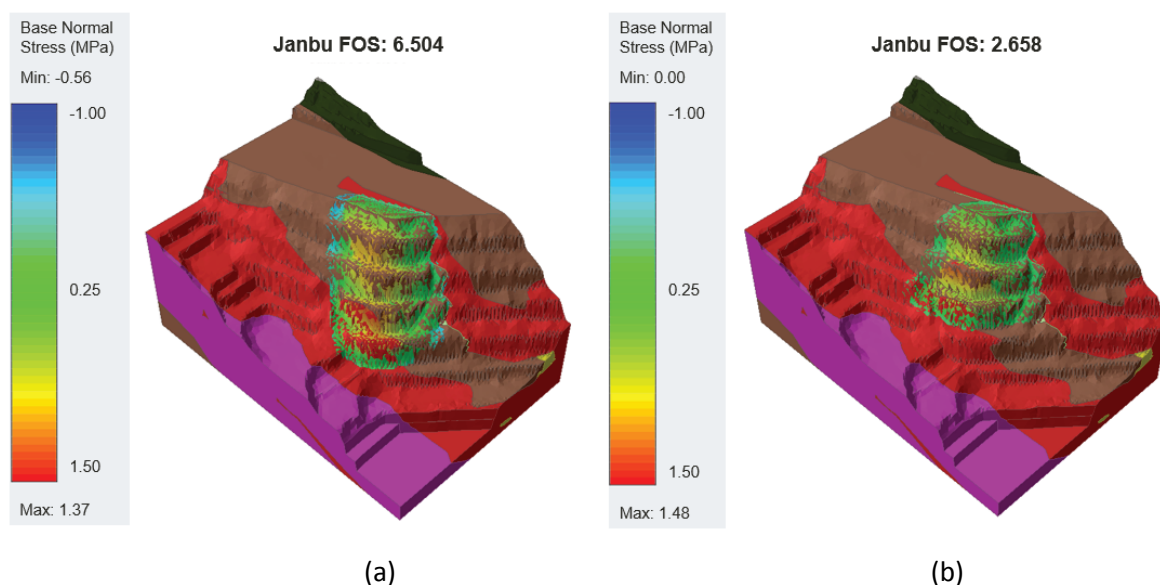 Base Normal
Stress (MPa)
Min: -0.56
-1.00
0.25
1.50
Max: 1.37
Janbu FOS: 6.504
(a)
Base Normal
Stress (MPa)
Min: 0.00
-1.00
0.25
1.50
Max: 1.48
Janbu FOS: 2.658
(b)